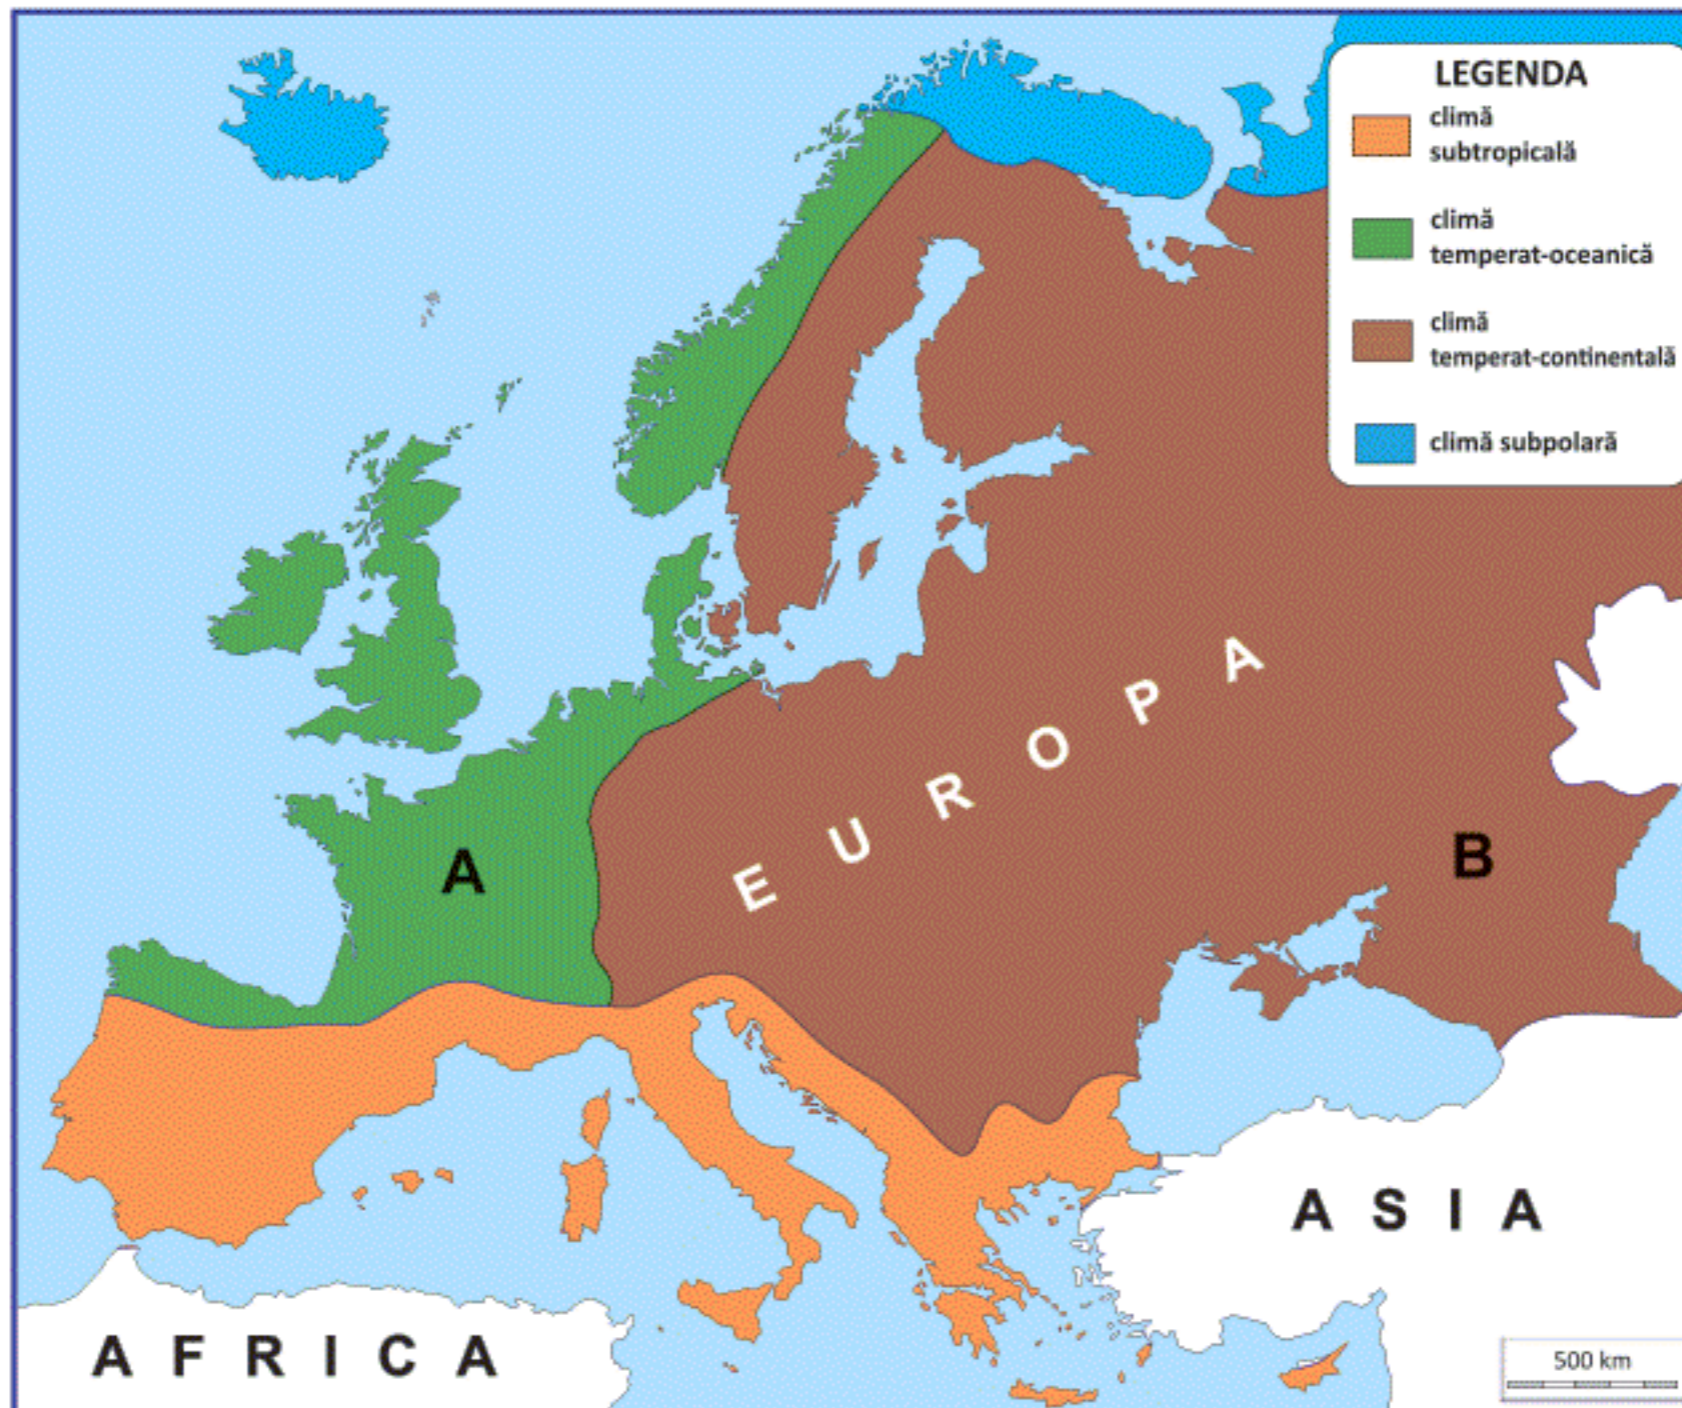 LEGENDA
climă
subtropicală
climă
temperat-oceanică
climă
temperat-continentală
climă subpolară
E U R O P A
A
B
A S I A
A F R I C A
500 km